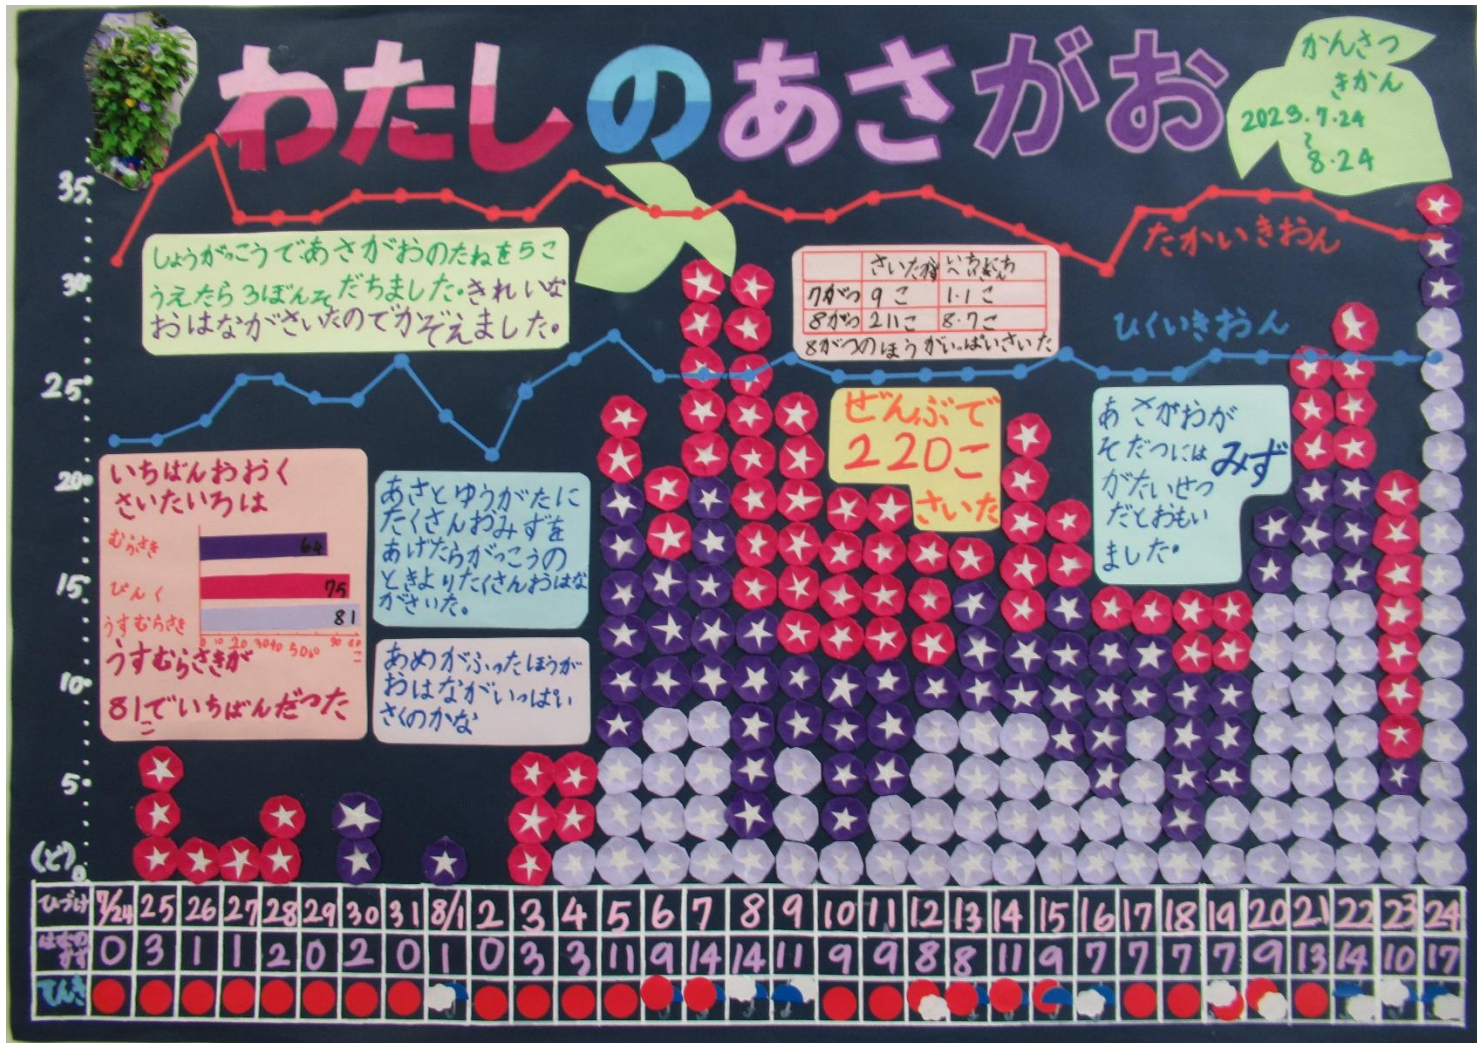 わたしのあさがお
かんさつ
きかん
2023.7.24
〜
8.24
35
30
25
20
15
10
5
0
(ど)
たかいきおん
ひくいきおん
しょうがっこうであさがおのたねを5こ
うえたら3ぼんそだちました。きれいな
おはながさいたのでかぞえました。
さいた数 いちにち
7がつ 9こ 1.1こ
8がつ 211こ 8.7こ
8がつのほうがいっぱいさいた
ぜんぶで
220こ
さいた
あさがおが
そだつにはみず
がたいせつ
だとおもい
ました。
いちばんおおく
さいたいろは
むらさき 64
ぴんく 75
うすむらさき 81
うすむらさきが
81こでいちばんだった
あさとゆうがたに
たくさんおみずを
あげたらがっこうの
ときよりたくさんおはな
がさいた。
あめがふったほうが
おはながいっぱい
さくのかな
ひづけ 7/24 25 26 27 28 29 30 31 8/1 2 3 4 5 6 7 8 9 10 11 12 13 14 15 16 17 18 19 20 21 22 23 24
はなのかず 0 3 1 1 2 0 2 0 1 0 3 3 11 9 14 14 11 9 9 8 8 11 9 7 7 7 7 9 13 14 10 17
てんき